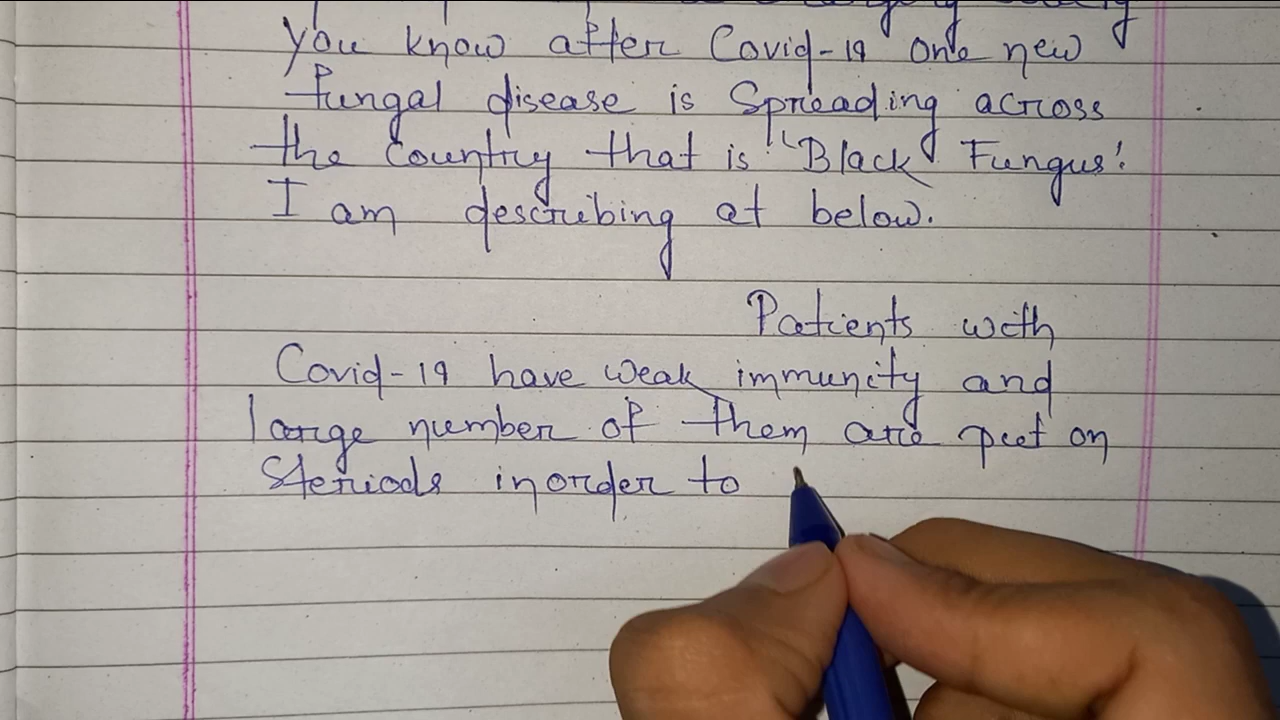 you know after Covid-19 one new
fungal disease is Spreading across
the Country that is "Black Fungus'.
I am describing at below.
Patients with
Covid-19 have weak immunity and
large number of them are put on
Steriods inorder to